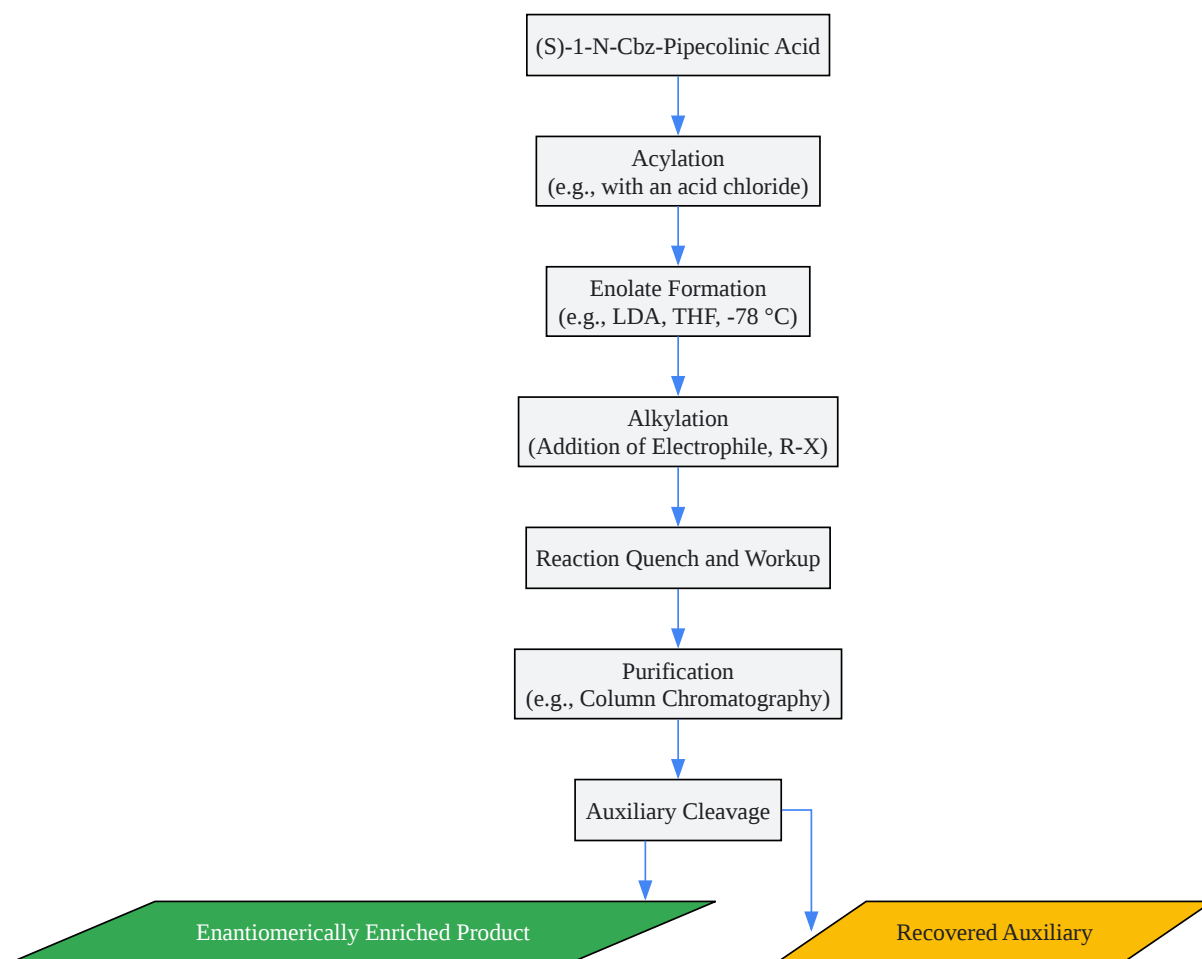 (S)-1-N-Cbz-Pipecolinic Acid
Acylation
(e.g., with an acid chloride)
Enolate Formation
(e.g., LDA, THF, -78 °C)
Alkylation
(Addition of Electrophile, R-X)
Reaction Quench and Workup
Purification
(e.g., Column Chromatography)
Auxiliary Cleavage
Enantiomerically Enriched Product
Recovered Auxiliary